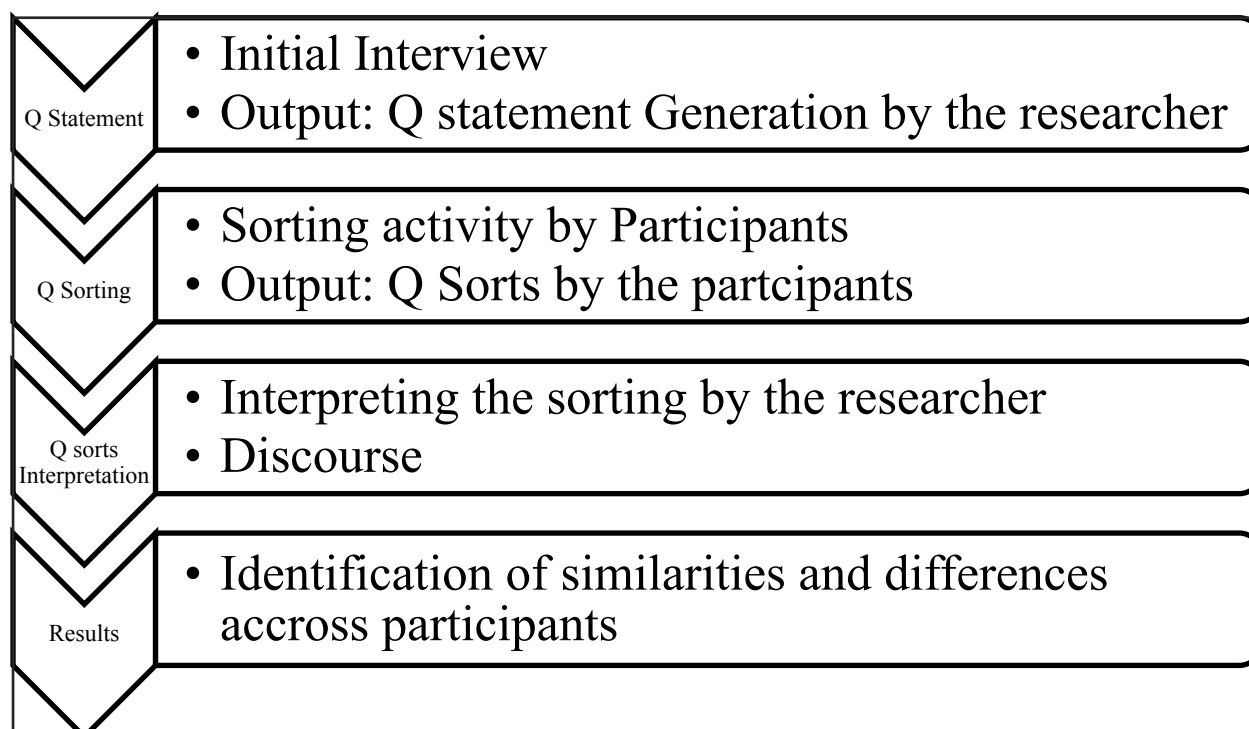 Q Statement
• Initial Interview
• Output: Q statement Generation by the researcher
Q Sorting
• Sorting activity by Participants
• Output: Q Sorts by the partcipants
Q sorts
Interpretation
• Interpreting the sorting by the researcher
• Discourse
Results
• Identification of similarities and differences
accross participants